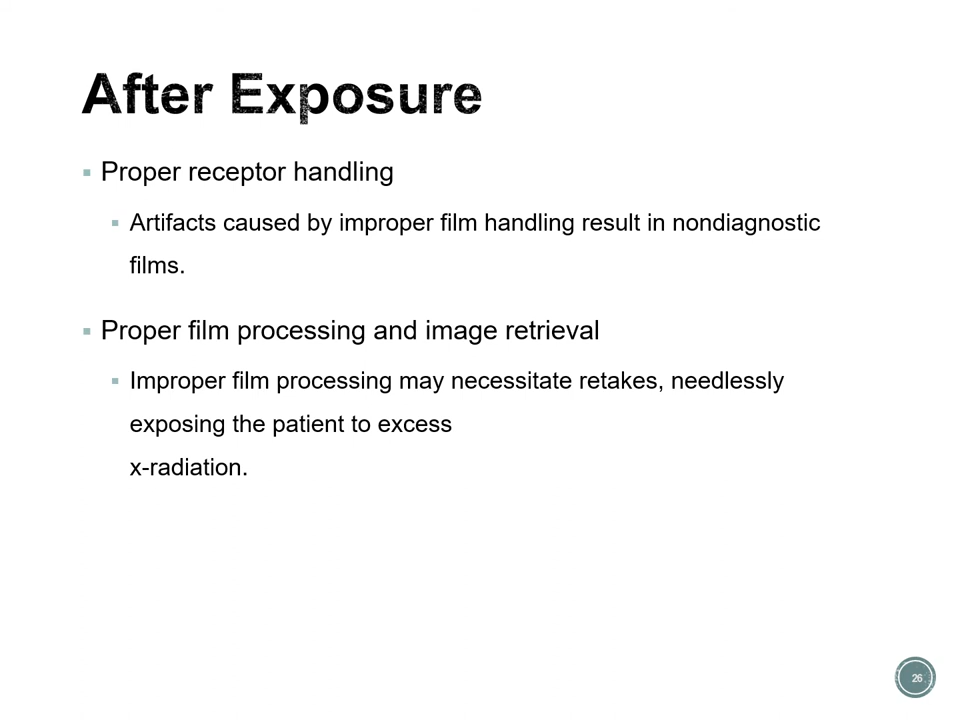 After Exposure
Proper receptor handling
Artifacts caused by improper film handling result in nondiagnostic
films.
Proper film processing and image retrieval
Improper film processing may necessitate retakes, needlessly
exposing the patient to excess
x-radiation.
26